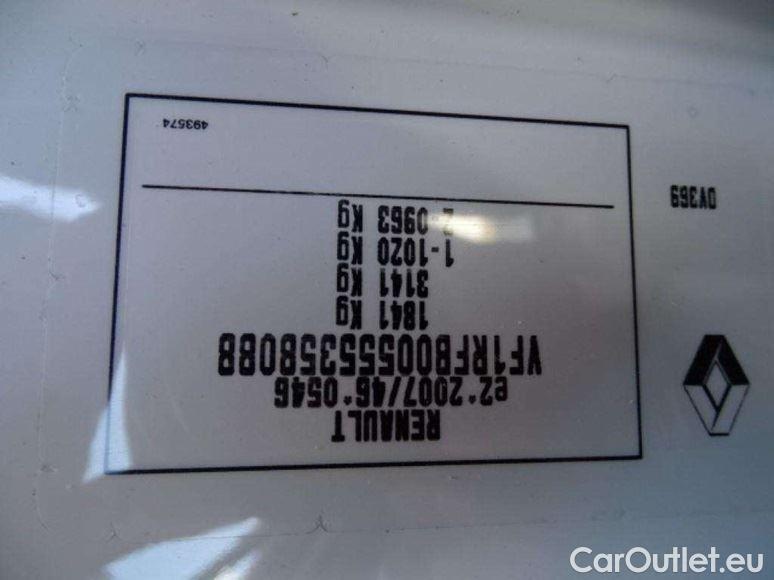 RENAULT
e2*2007/46*0546
VF1RFB00555358088
1841 Kg
3141 Kg
1-1020 Kg
2-0963 Kg
493574
DV369
CarOutlet.eu